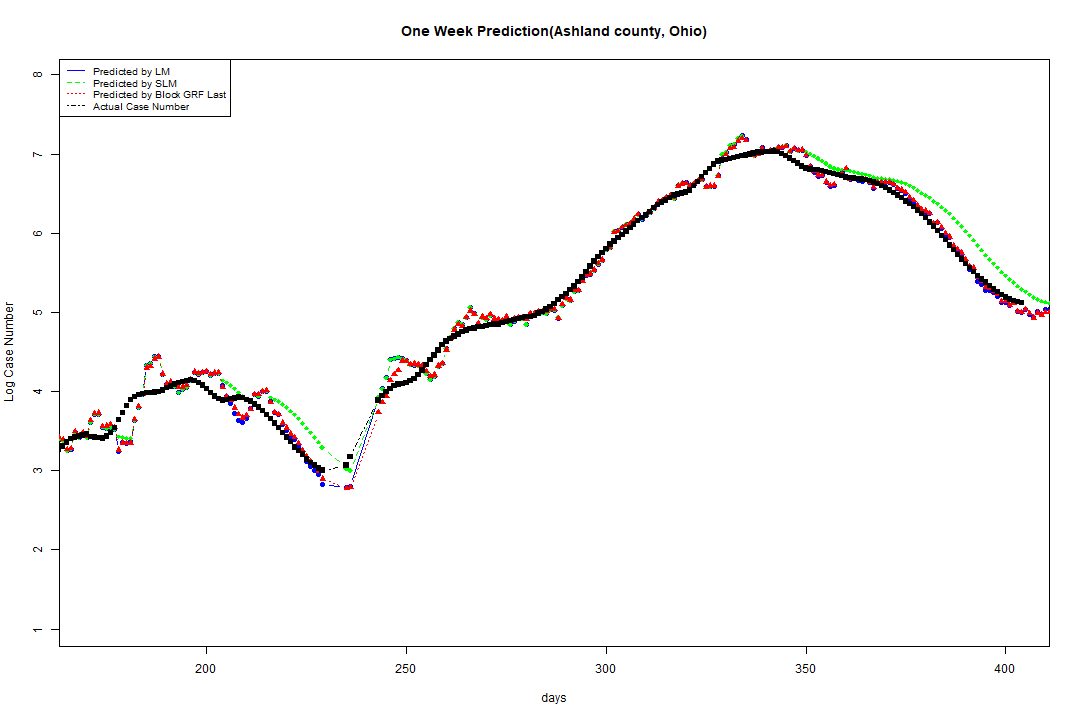 One Week Prediction(Ashland county, Ohio)
Predicted by LM
Predicted by SLM
Predicted by Block GRF Last
Actual Case Number
8
7
6
5
4
3
2
1
Log Case Number
200 250 300 350 400
days